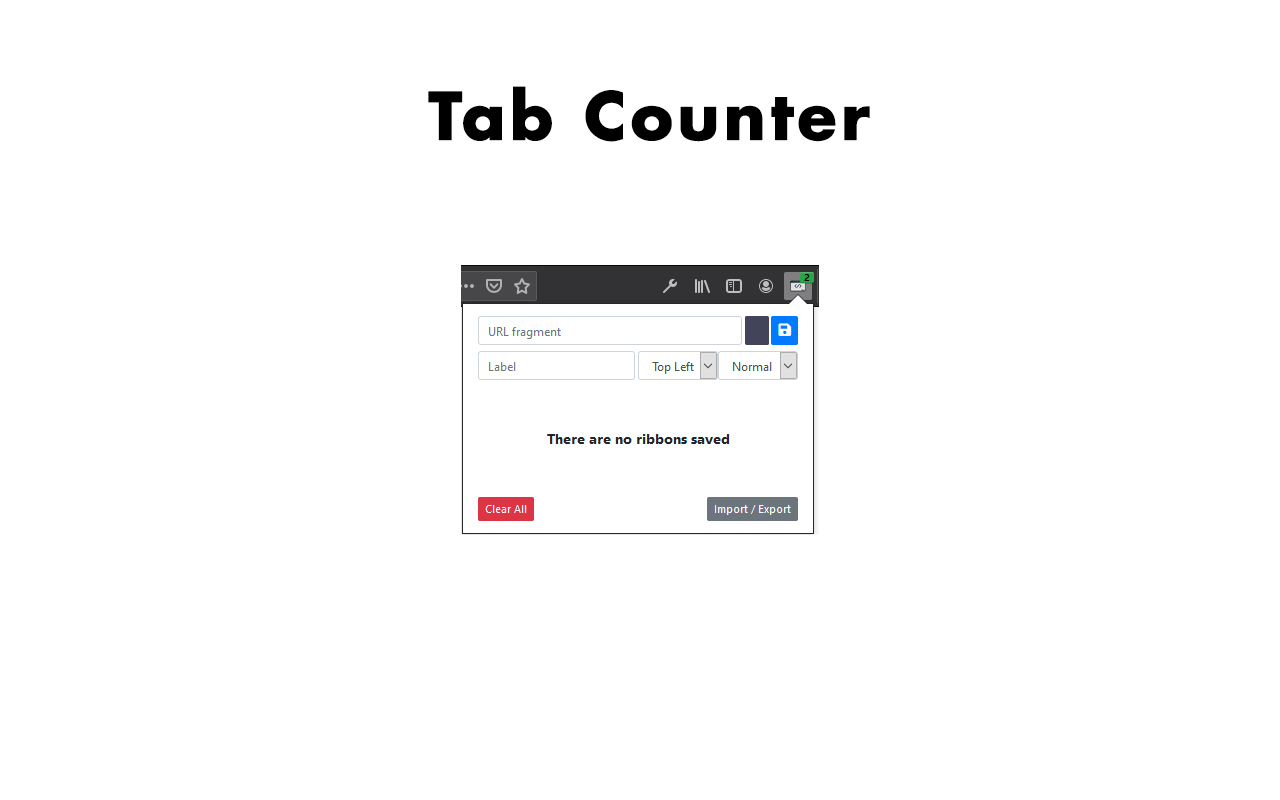 Tab Counter
2
URL fragment
Label Top Left Normal
There are no ribbons saved
Clear All Import / Export